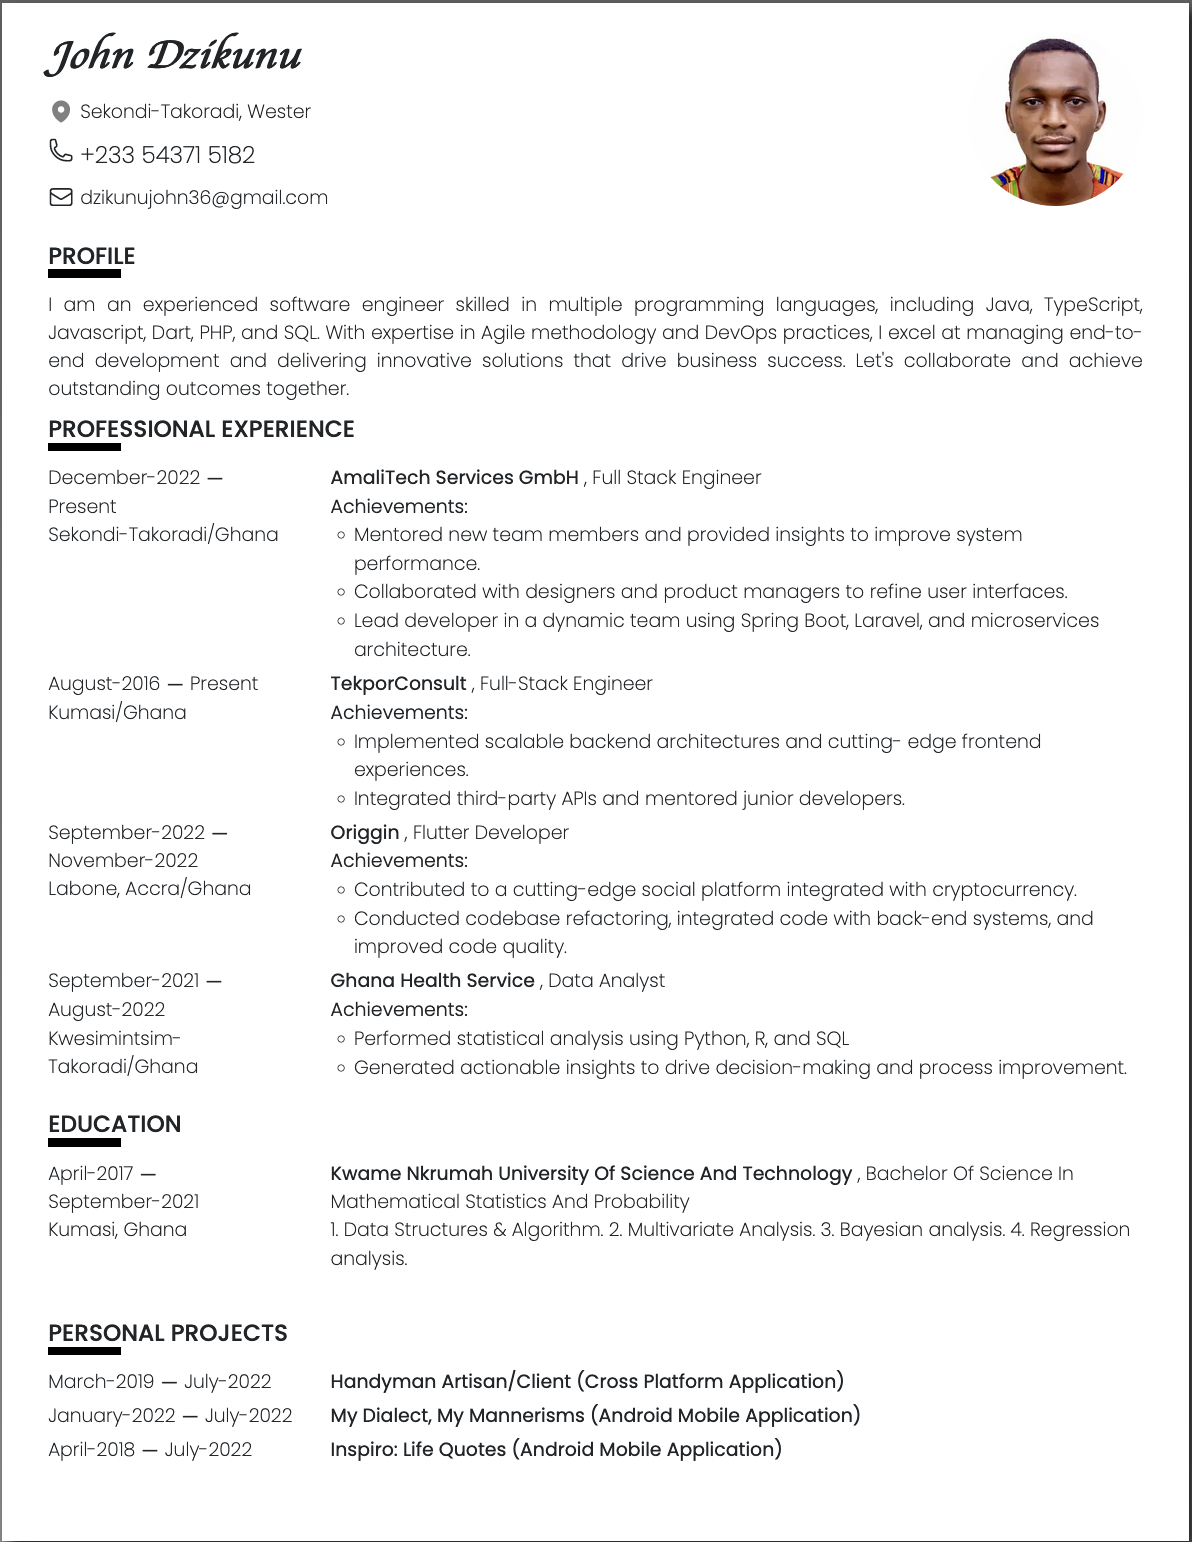 John Dzikunu
Sekondi-Takoradi, Wester
+233 54371 5182
dzikunujohn36@gmail.com
PROFILE
I am an experienced software engineer skilled in multiple programming languages, including Java, TypeScript,
Javascript, Dart, PHP, and SQL. With expertise in Agile methodology and DevOps practices, I excel at managing end-to-
end development and delivering innovative solutions that drive business success. Let's collaborate and achieve
outstanding outcomes together.
PROFESSIONAL EXPERIENCE
December-2022 —
Present
Sekondi-Takoradi/Ghana
AmaliTech Services GmbH , Full Stack Engineer
Achievements:
◦ Mentored new team members and provided insights to improve system
performance.
◦ Collaborated with designers and product managers to refine user interfaces.
◦ Lead developer in a dynamic team using Spring Boot, Laravel, and microservices
architecture.
August-2016 — Present
Kumasi/Ghana
TekporConsult , Full-Stack Engineer
Achievements:
◦ Implemented scalable backend architectures and cutting- edge frontend
experiences.
◦ Integrated third-party APIs and mentored junior developers.
September-2022 —
November-2022
Labone, Accra/Ghana
Origgin , Flutter Developer
Achievements:
◦ Contributed to a cutting-edge social platform integrated with cryptocurrency.
◦ Conducted codebase refactoring, integrated code with back-end systems, and
improved code quality.
September-2021 —
August-2022
Kwesimintsim-
Takoradi/Ghana
Ghana Health Service , Data Analyst
Achievements:
◦ Performed statistical analysis using Python, R, and SQL
◦ Generated actionable insights to drive decision-making and process improvement.
EDUCATION
April-2017 —
September-2021
Kumasi, Ghana
Kwame Nkrumah University Of Science And Technology , Bachelor Of Science In
Mathematical Statistics And Probability
1. Data Structures & Algorithm. 2. Multivariate Analysis. 3. Bayesian analysis. 4. Regression
analysis.
PERSONAL PROJECTS
March-2019 — July-2022
Handyman Artisan/Client (Cross Platform Application)
January-2022 — July-2022
My Dialect, My Mannerisms (Android Mobile Application)
April-2018 — July-2022
Inspiro: Life Quotes (Android Mobile Application)